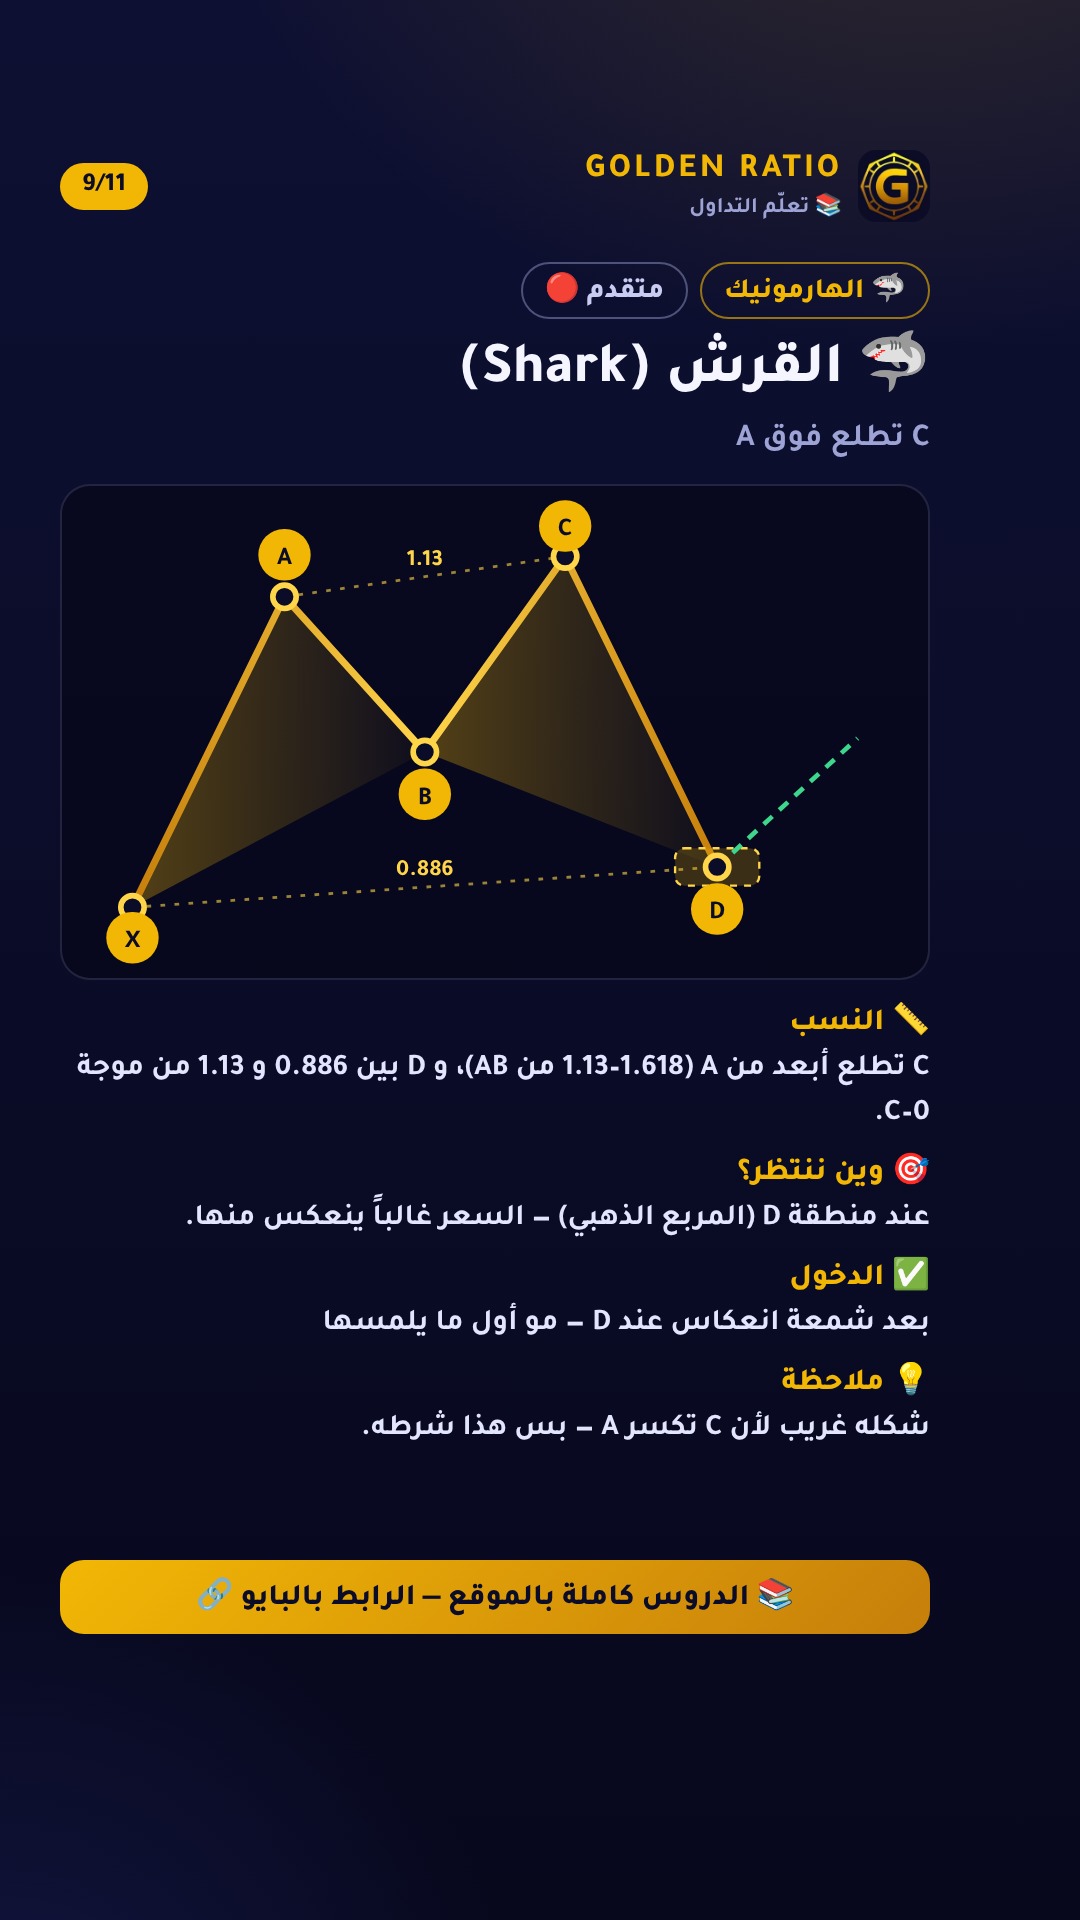 GOLDEN RATIO
📚 تعلّم التداول
9/11
🦈 الهارمونيك
متقدم 🔴
🦈 القرش (Shark)
C تطلع فوق A
A
1.13
C
B
0.886
D
X
📏 النسب
C تطلع أبعد من A (1.13-1.618 من AB)، و D بين 0.886 و 1.13 من موجة
0-C.
🎯 وين ننتظر؟
عند منطقة D (المربع الذهبي) — السعر غالباً ينعكس منها.
✅ الدخول
بعد شمعة انعكاس عند D — مو أول ما يلمسها
💡 ملاحظة
شكله غريب لأن C تكسر A — بس هذا شرطه.
📚 الدروس كاملة بالموقع — الرابط بالبايو 🔗